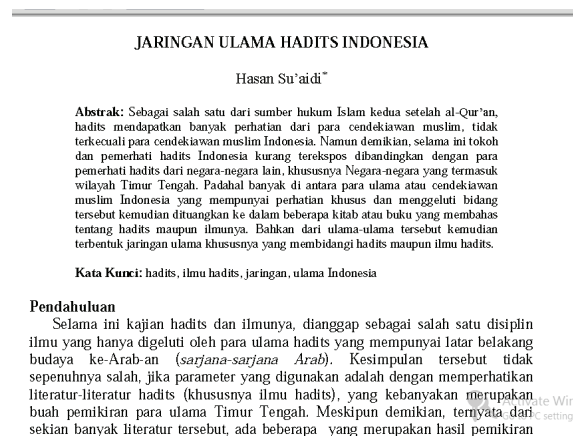 JARINGAN ULAMA HADITS INDONESIA
Hasan Su'aidi*
Abstrak: Sebagai salah satu dari sumber hukum Islam kedua setelah al-Qur'an,
hadits mendapatkan banyak perhatian dari para cendekiawan muslim, tidak
terkecuali para cendekiawan muslim Indonesia. Namun demikian, selama ini tokoh
dan pemerhati hadits Indonesia kurang terekspos dibandingkan dengan para
pemerhati hadits dari negara-negara lain, khususnya Negara-negara yang termasuk
wilayah Timur Tengah. Padahal banyak di antara para ulama atau cendekiawan
muslim Indonesia yang mempunyai perhatian khusus dan menggeluti bidang
tersebut kemudian dituangkan ke dalam beberapa kitab atau buku yang membahas
tentang hadits maupun ilmunya. Bahkan dari ulama-ulama tersebut kemudian
terbentuk jaringan ulama khususnya yang membidangi hadits maupun ilmu hadits.
Kata Kunci: hadits, ilmu hadits, jaringan, ulama Indonesia
Pendahuluan
Selama ini kajian hadits dan ilmunya, dianggap sebagai salah satu disiplin
ilmu yang hanya digeluti oleh para ulama hadits yang mempunyai latar belakang
budaya ke-Arab-an (sarjana-sarjana Arab). Kesimpulan tersebut tidak
sepenuhnya salah, jika parameter yang digunakan adalah dengan memperhatikan
literatur-literatur hadits (khususnya ilmu hadits), yang kebanyakan merupakan
buah pemikiran para ulama Timur Tengah. Meskipun demikian, ternyata dari
sekian banyak literatur tersebut, ada beberapa yang merupakan hasil pemikiran
Activate Wir
PC setting